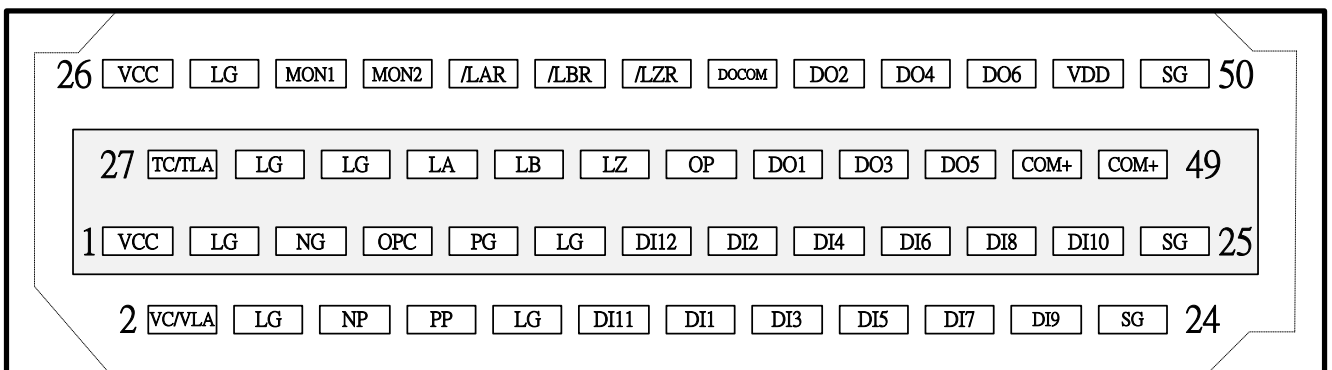 26 VCC LG MON1 MON2 /LAR /LBR /LZR DOCOM DO2 DO4 DO6 VDD SG 50
27 TC/TLA LG LG LA LB LZ OP DO1 DO3 DO5 COM+ COM+ 49
1 VCC LG NG OPC PG LG DI12 DI2 DI4 DI6 DI8 DI10 SG 25
2 VC/VLA LG NP PP LG DI11 DI1 DI3 DI5 DI7 DI9 SG 24